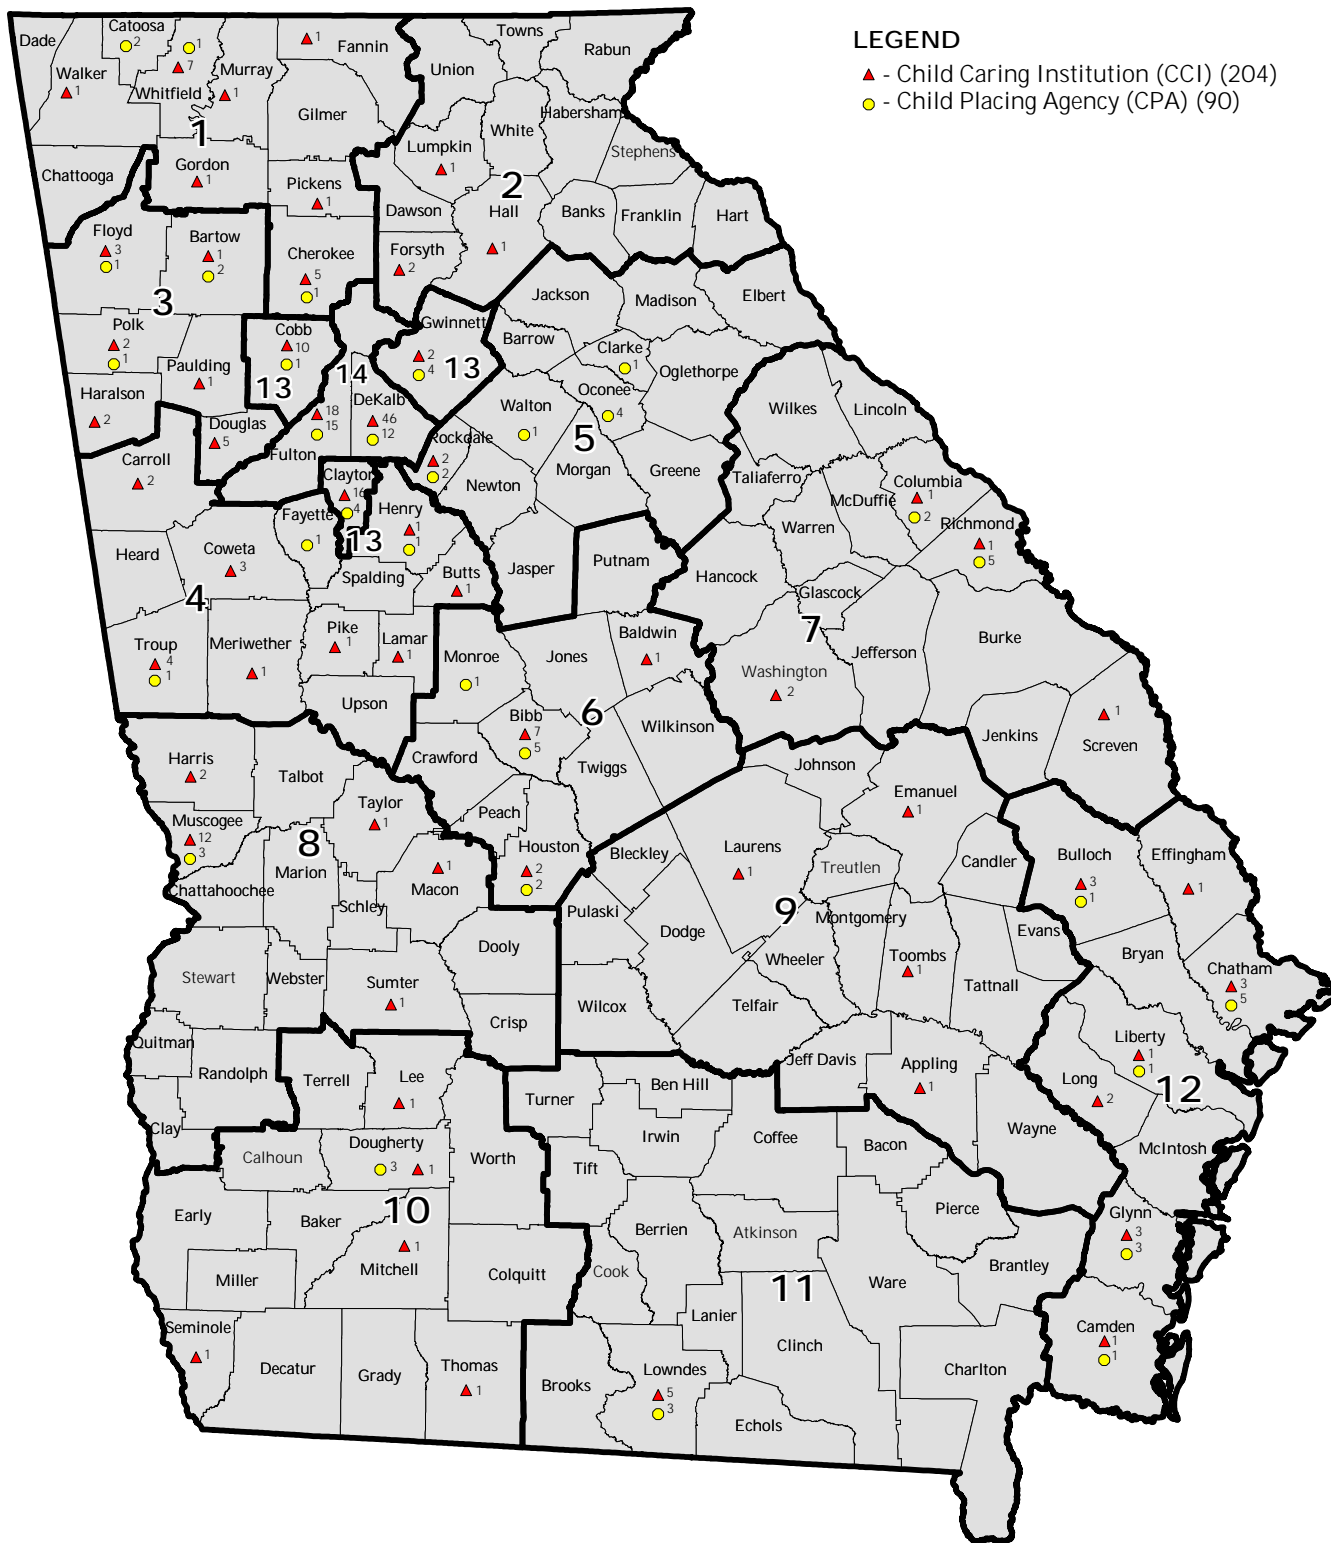 LEGEND
- Child Caring Institution (CCI) (204)
- Child Placing Agency (CPA) (90)
Dade
Catoosa
2
1
7
Walker
1
Whitfield
Murray
1
1
Fannin
Gilmer
Union
Towns
Rabun
White
Habersham
Stephens
Lumpkin
1
1
Chattooga
Gordon
1
Pickens
1
2
Dawson
Hall
1
Banks
Franklin
Hart
Floyd
3
1
Bartow
1
2
Cherokee
5
1
Forsyth
2
3
Jackson
Madison
Elbert
Polk
2
1
Cobb
10
1
13
14
Gwinnett
2
4
13
Barrow
Clarke
1
Oglethorpe
Paulding
1
Haralson
2
Douglas
5
18
15
Fulton
DeKalb
46
12
Rockdale
2
2
Walton
1
Oconee
4
5
Morgan
Greene
Newton
Wilkes
Lincoln
Taliaferro
McDuffie
Columbia
1
2
Richmond
1
5
Warren
Carroll
2
Clayton
16
4
13
Fayette
1
Henry
1
1
Heard
Coweta
3
4
Spalding
Butts
1
Jasper
Putnam
Hancock
Glascock
7
Burke
Jefferson
Washington
2
Troup
4
1
Meriwether
1
Pike
1
Lamar
1
Upson
Monroe
1
Jones
Baldwin
1
6
Wilkinson
Bibb
7
5
Twiggs
Crawford
Peach
Houston
2
2
Jenkins
1
Screven
Harris
2
Talbot
Taylor
1
Muscogee
12
3
8
Marion
1
Macon
Chattahoochee
Schley
Johnson
Emanuel
1
Laurens
1
Bleckley
Treutlen
Candler
Bulloch
3
1
Effingham
1
9
Pulaski
Dodge
Montgomery
Wheeler
Toombs
1
Evans
Tattnall
Bryan
Chatham
3
5
Dooly
Stewart
Webster
Sumter
1
Crisp
Wilcox
Telfair
Quitman
Randolph
Terrell
Lee
1
Turner
Ben Hill
Jeff Davis
Appling
1
Liberty
1
1
Long
2
12
McIntosh
Wayne
Clay
Calhoun
Dougherty
3
1
Worth
Irwin
Tift
Coffee
Bacon
Pierce
Early
Baker
10
1
Mitchell
Miller
Colquitt
Berrien
Atkinson
Cook
11
Ware
Brantley
Glynn
3
3
Seminole
1
Decatur
Grady
Thomas
1
Brooks
Lanier
Lowndes
5
3
Clinch
Echols
Charlton
Camden
1
1